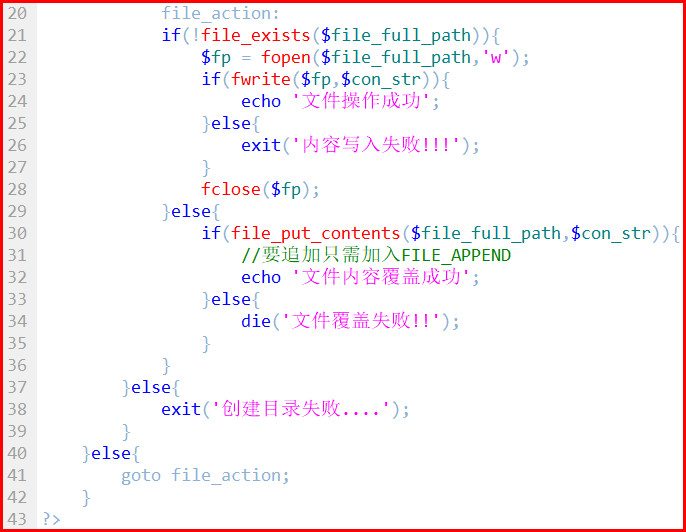 20 file_action:
21 if(!file_exists($file_full_path)){
22 $fp = fopen($file_full_path,'w');
23 if(fwrite($fp,$con_str)){
24 echo '文件操作成功';
25 }else{
26 exit('内容写入失败!!!');
27 }
28 fclose($fp);
29 }else{
30 if(file_put_contents($file_full_path,$con_str)){
31 //要追加只需加入FILE_APPEND
32 echo '文件内容覆盖成功';
33 }else{
34 die('文件覆盖失败!!');
35 }
36 }
37 }else{
38 exit('创建目录失败....');
39 }
40 }else{
41 goto file_action;
42 }
43 ?>